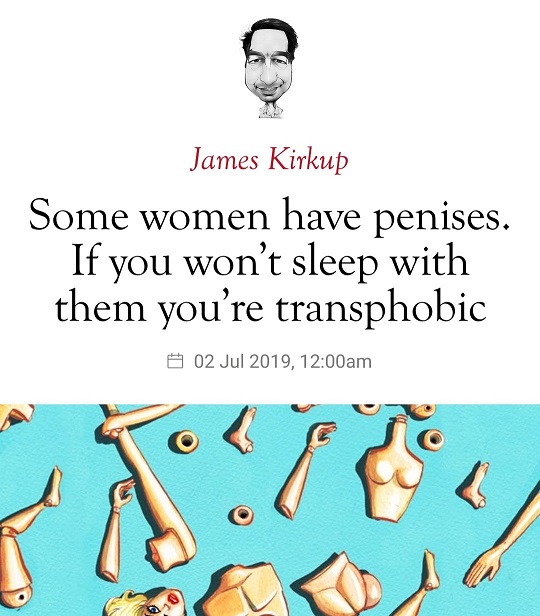 James Kirkup
Some women have penises.
If you won't sleep with
them you're transphobic
02 Jul 2019, 12:00am